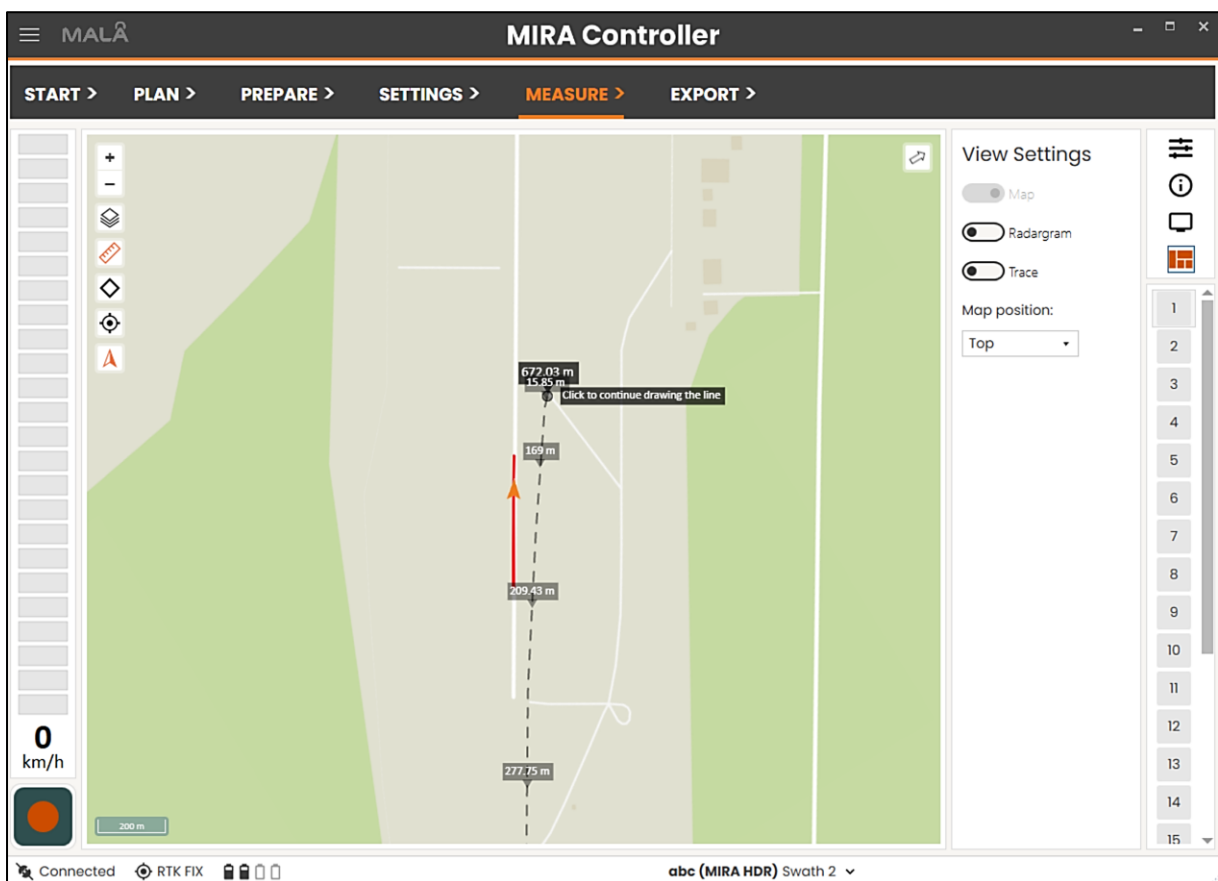 MALÅ
MIRA Controller
START >
PLAN >
PREPARE >
SETTINGS >
MEASURE >
EXPORT >
+
−
672.03 m
15.85 m
Click to continue drawing the line
169 m
209.43 m
277.75 m
200 m
0
km/h
View Settings
Map
Radargram
Trace
Map position:
Top
1
2
3
4
5
6
7
8
9
10
11
12
13
14
15
Connected
RTK FIX
abc (MIRA HDR) Swath 2